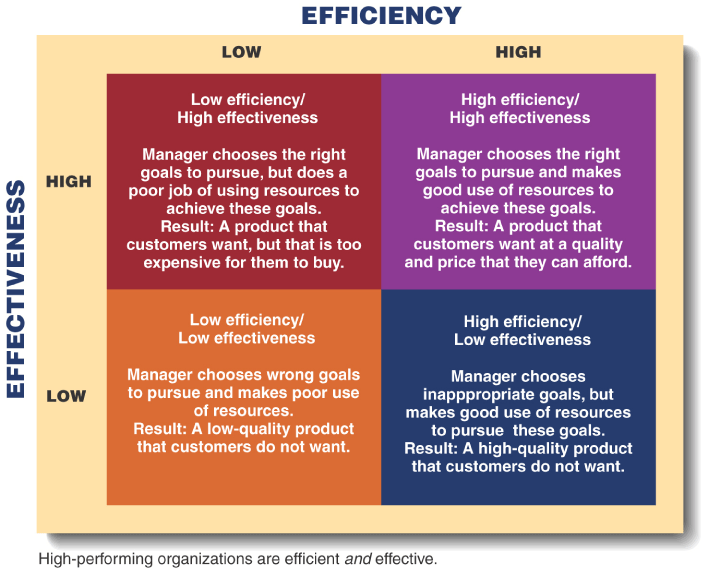 EFFICIENCY
LOW
HIGH
EFFECTIVENESS
HIGH
Low efficiency/
High effectiveness
Manager chooses the right
goals to pursue, but does a
poor job of using resources to
achieve these goals.
Result: A product that
customers want, but that is too
expensive for them to buy.
High efficiency/
High effectiveness
Manager chooses the right
goals to pursue and makes
good use of resources to
achieve these goals.
Result: A product that
customers want at a quality
and price that they can afford.
LOW
Low efficiency/
Low effectiveness
Manager chooses wrong goals
to pursue and makes poor use
of resources.
Result: A low-quality product
that customers do not want.
High efficiency/
Low effectiveness
Manager chooses
inapppropriate goals, but
makes good use of resources
to pursue these goals.
Result: A high-quality product
that customers do not want.
High-performing organizations are efficient and effective.